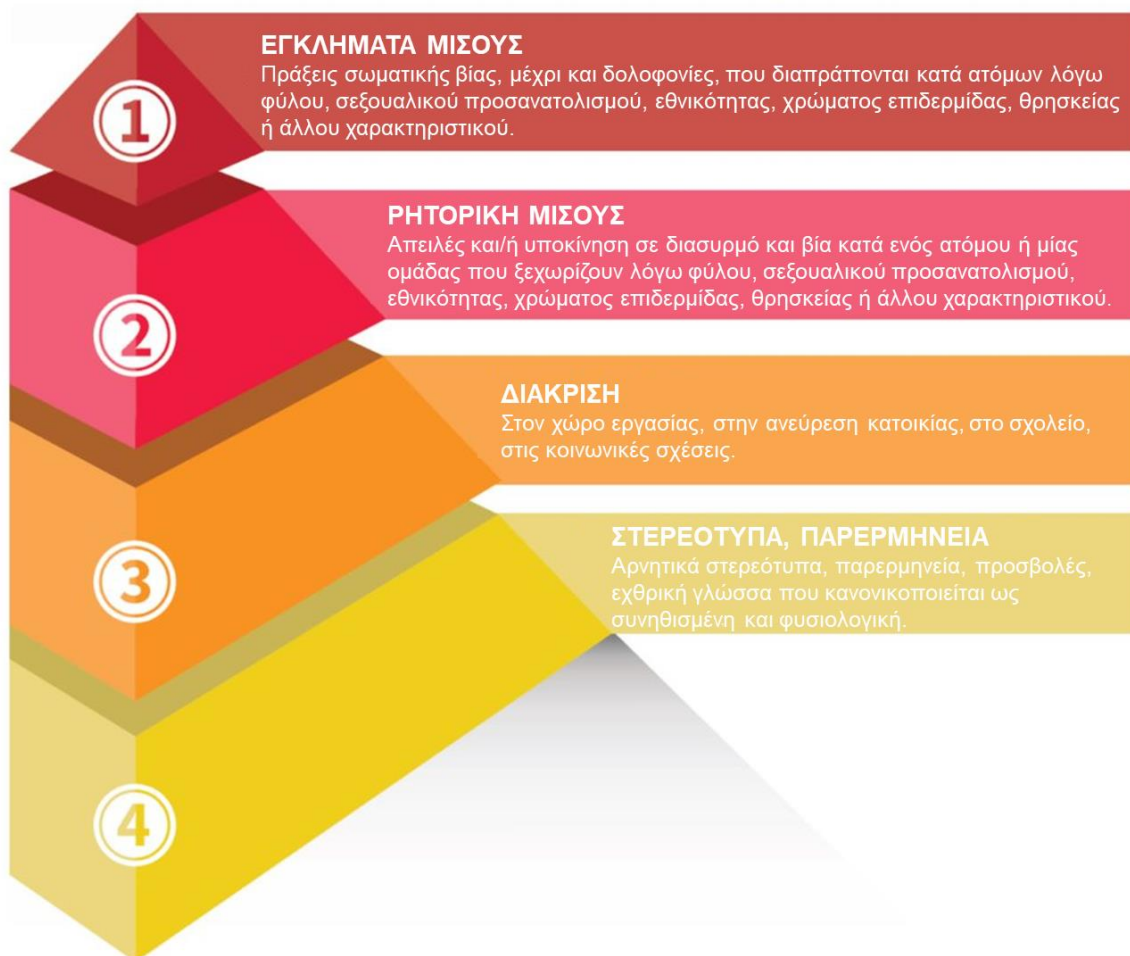 1
ΕΓΚΛΗΜΑΤΑ ΜΙΣΟΥΣ
Πράξεις σωματικής βίας, μέχρι και δολοφονίες, που διαπράττονται κατά ατόμων λόγω
φύλου, σεξουαλικού προσανατολισμού, εθνικότητας, χρώματος επιδερμίδας, θρησκείας
ή άλλου χαρακτηριστικού.
2
ΡΗΤΟΡΙΚΗ ΜΙΣΟΥΣ
Απειλές και/ή υποκίνηση σε διασυρμό και βία κατά ενός ατόμου ή μίας
ομάδας που ξεχωρίζουν λόγω φύλου, σεξουαλικού προσανατολισμού,
εθνικότητας, χρώματος επιδερμίδας, θρησκείας ή άλλου χαρακτηριστικού.
3
ΔΙΑΚΡΙΣΗ
Στον χώρο εργασίας, στην ανεύρεση κατοικίας, στο σχολείο,
στις κοινωνικές σχέσεις.
4
ΣΤΕΡΕΟΤΥΠΑ, ΠΑΡΕΡΜΗΝΕΙΑ
Αρνητικά στερεότυπα, παρερμηνεία, προσβολές,
εχθρική γλώσσα που κανονικοποιείται ως
συνηθισμένη και φυσιολογική.